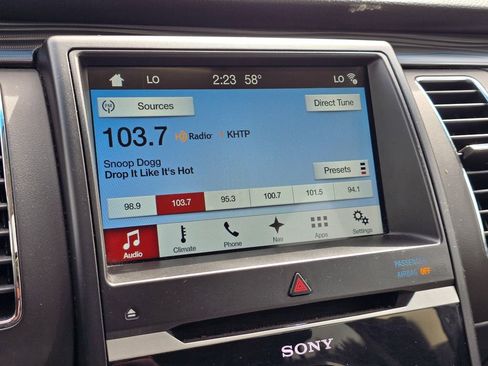 LO 2:23 58° LO
FM Sources Direct Tune
103.7 HD Radio KHTP
Snoop Dogg
Drop It Like It's Hot
Presets
98.9 103.7 95.3 100.7 101.5 94.1
Audio Climate Phone Nav Apps Settings
PASSENGER
AIRBAG OFF
SONY